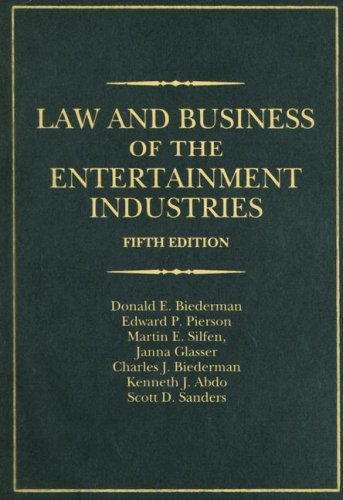 LAW AND BUSINESS
OF THE
ENTERTAINMENT
INDUSTRIES
FIFTH EDITION
Donald E. Biederman
Edward P. Pierson
Martin E. Silfen,
Janna Glasser
Charles J. Biederman
Kenneth J. Abdo
Scott D. Sanders